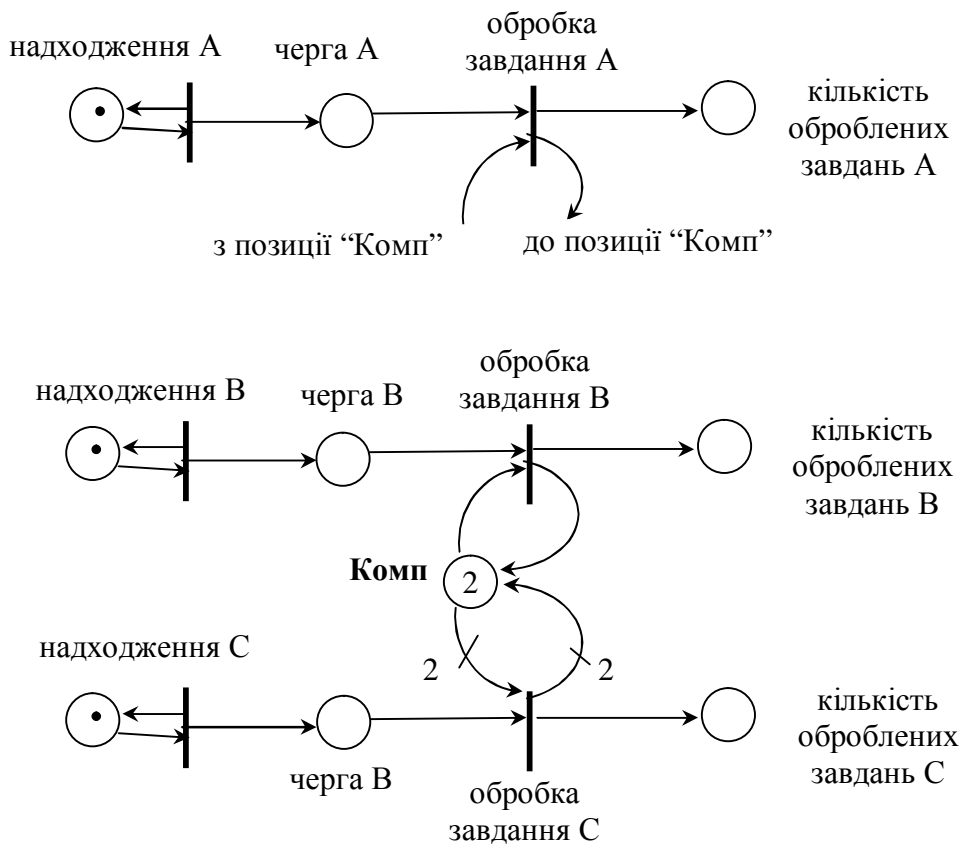 надходження А
черга А
обробка
завдання А
кількість
оброблених
завдань А
з позиції “Комп”
до позиції “Комп”
надходження В
черга В
обробка
завдання В
кількість
оброблених
завдань В
Комп
2
надходження С
2
2
черга В
обробка
завдання С
кількість
оброблених
завдань С